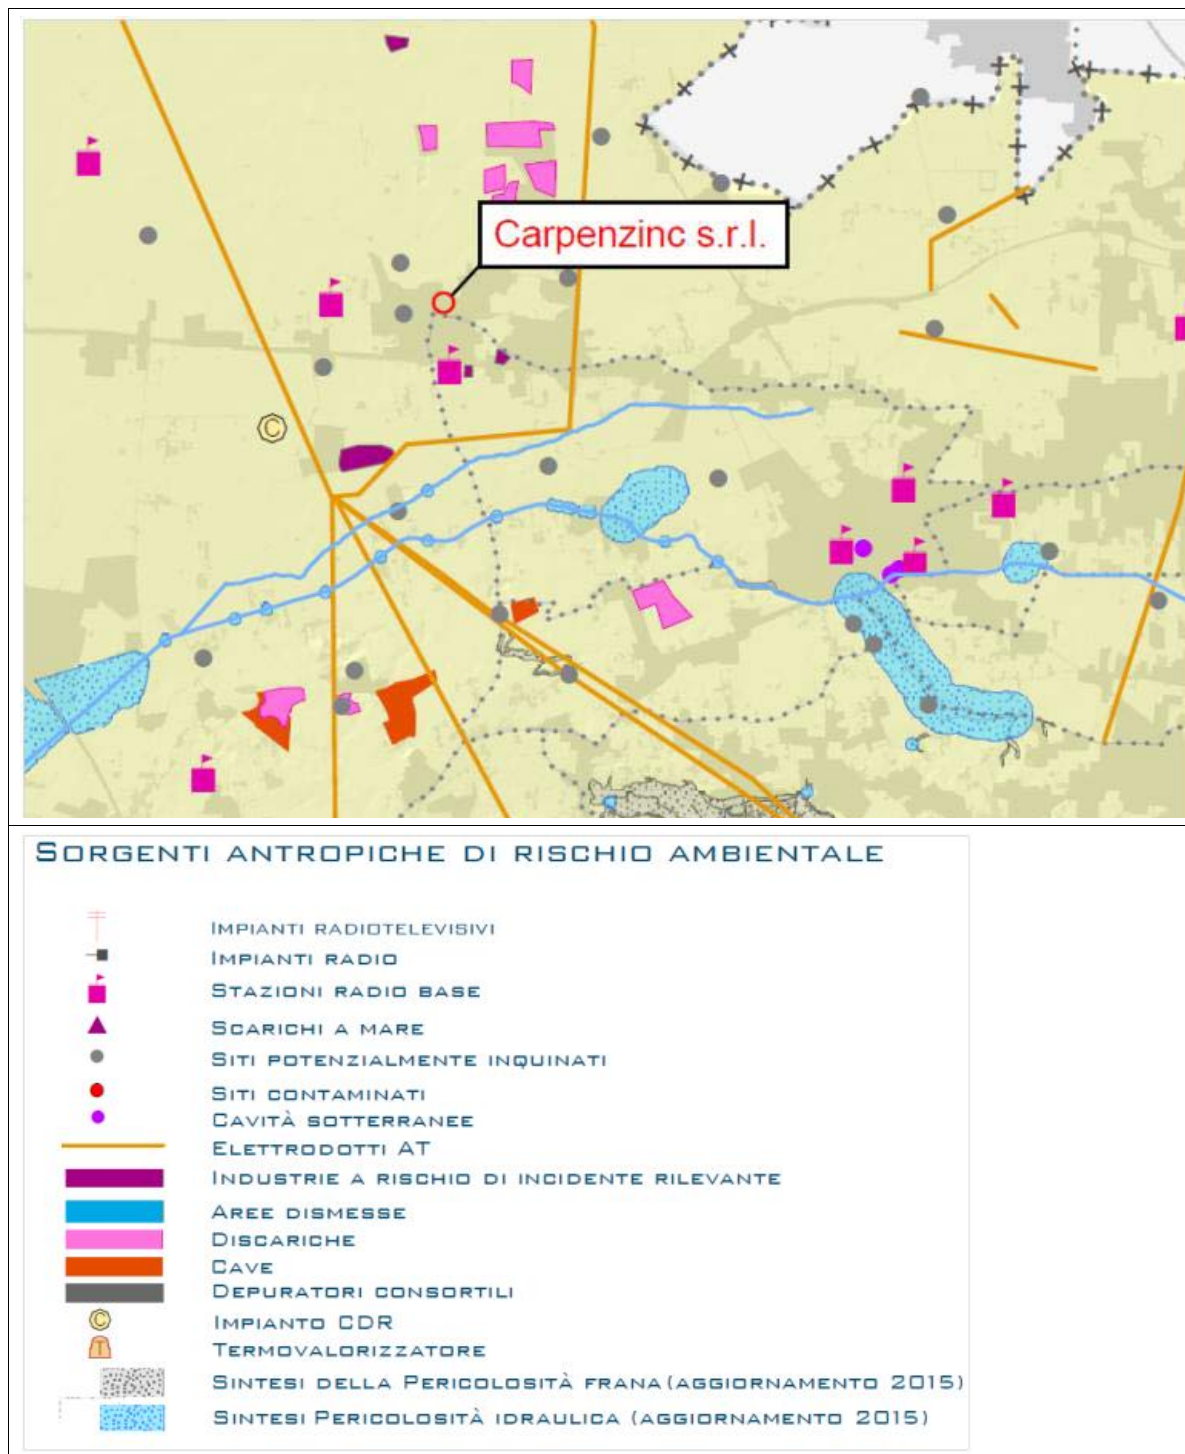 Carpenzinc s.r.l.
C
SORGENTI ANTROPICHE DI RISCHIO AMBIENTALE
IMPIANTI RADIOTELEVISIVI
IMPIANTI RADIO
STAZIONI RADIO BASE
SCARICHI A MARE
SITI POTENZIALMENTE INQUINATI
SITI CONTAMINATI
CAVITÀ SOTTERRANEE
ELETTRODOTTI AT
INDUSTRIE A RISCHIO DI INCIDENTE RILEVANTE
AREE DISMESSE
DISCARICHE
CAVE
DEPURATORI CONSORTILI
C IMPIANTO CDR
T TERMOVALORIZZATORE
SINTESI DELLA PERICOLOSITÀ FRANA (AGGIORNAMENTO 2015)
SINTESI PERICOLOSITÀ IDRAULICA (AGGIORNAMENTO 2015)